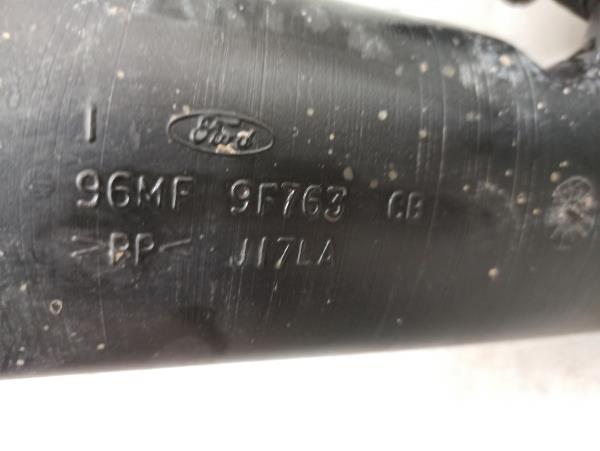 I Ford
96MF 9F763 CB
>PP< J17LA